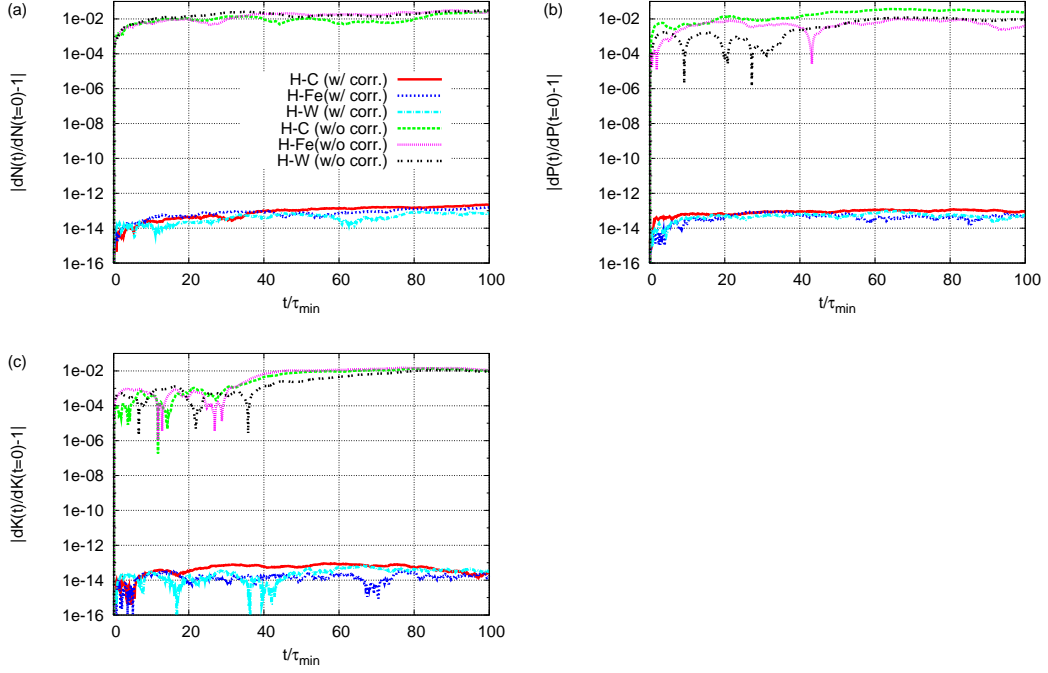 (a)
|dN(t)/dN(t=0)-1|
1e-02
1e-04
1e-06
1e-08
1e-10
1e-12
1e-14
1e-16
0 20 40 60 80 100
t/τmin
H-C (w/ corr.)
H-Fe(w/ corr.)
H-W (w/ corr.)
H-C (w/o corr.)
H-Fe(w/o corr.)
H-W (w/o corr.)
(b)
|dP(t)/dP(t=0)-1|
1e-02
1e-04
1e-06
1e-08
1e-10
1e-12
1e-14
1e-16
0 20 40 60 80 100
t/τmin
(c)
|dK(t)/dK(t=0)-1|
1e-02
1e-04
1e-06
1e-08
1e-10
1e-12
1e-14
1e-16
0 20 40 60 80 100
t/τmin